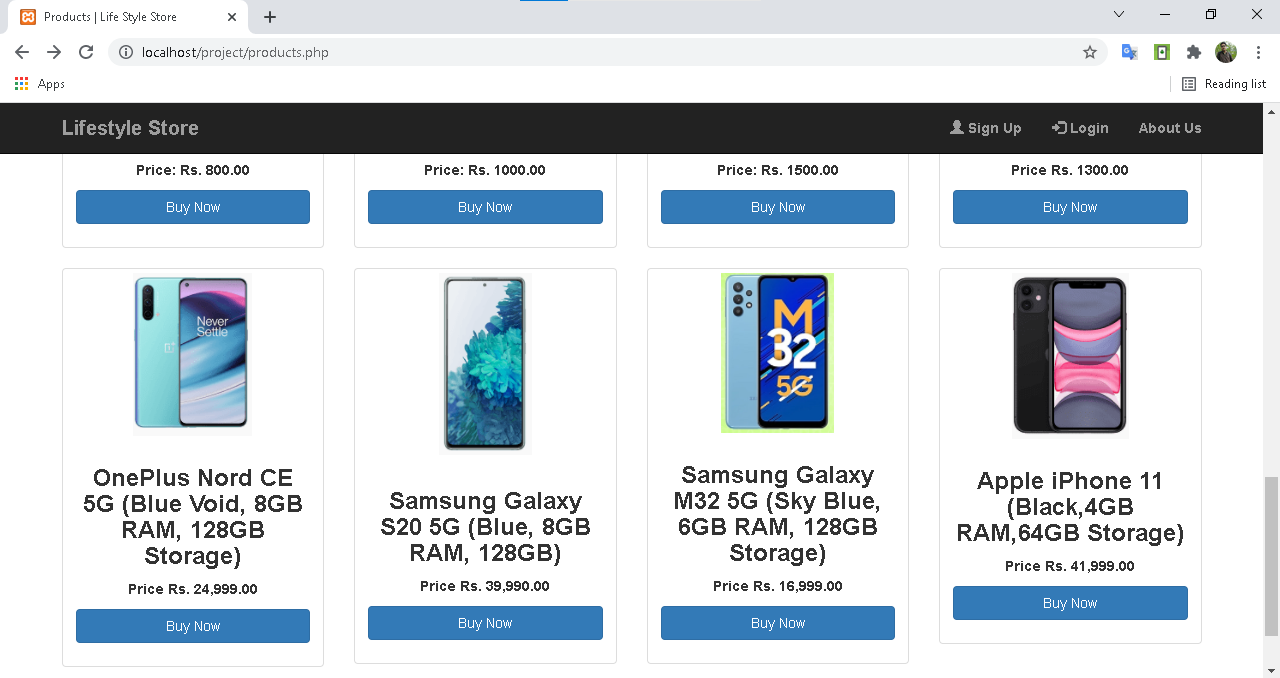 Products | Life Style Store
localhost/project/products.php
Apps
Reading list
Lifestyle Store
Sign Up
Login
About Us
Price: Rs. 800.00
Price: Rs. 1000.00
Price: Rs. 1500.00
Price Rs. 1300.00
Buy Now
Buy Now
Buy Now
Buy Now
Never
Settle
OnePlus Nord CE
5G (Blue Void, 8GB
RAM, 128GB
Storage)
Price Rs. 24,999.00
Buy Now
Samsung Galaxy
S20 5G (Blue, 8GB
RAM, 128GB)
Price Rs. 39,990.00
Buy Now
M
32
5G
Samsung Galaxy
M32 5G (Sky Blue,
6GB RAM, 128GB
Storage)
Price Rs. 16,999.00
Buy Now
Apple iPhone 11
(Black,4GB
RAM,64GB Storage)
Price Rs. 41,999.00
Buy Now